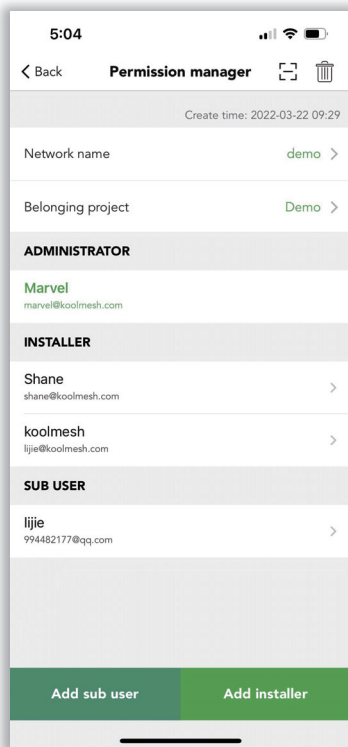 5:04
Back Permission manager
Create time: 2022-03-22 09:29
Network name demo
Belonging project Demo
ADMINISTRATOR
Marvel
marvel@koolmesh.com
INSTALLER
Shane
shane@koolmesh.com
koolmesh
lijie@koolmesh.com
SUB USER
lijie
994482177@qq.com
Add sub user Add installer